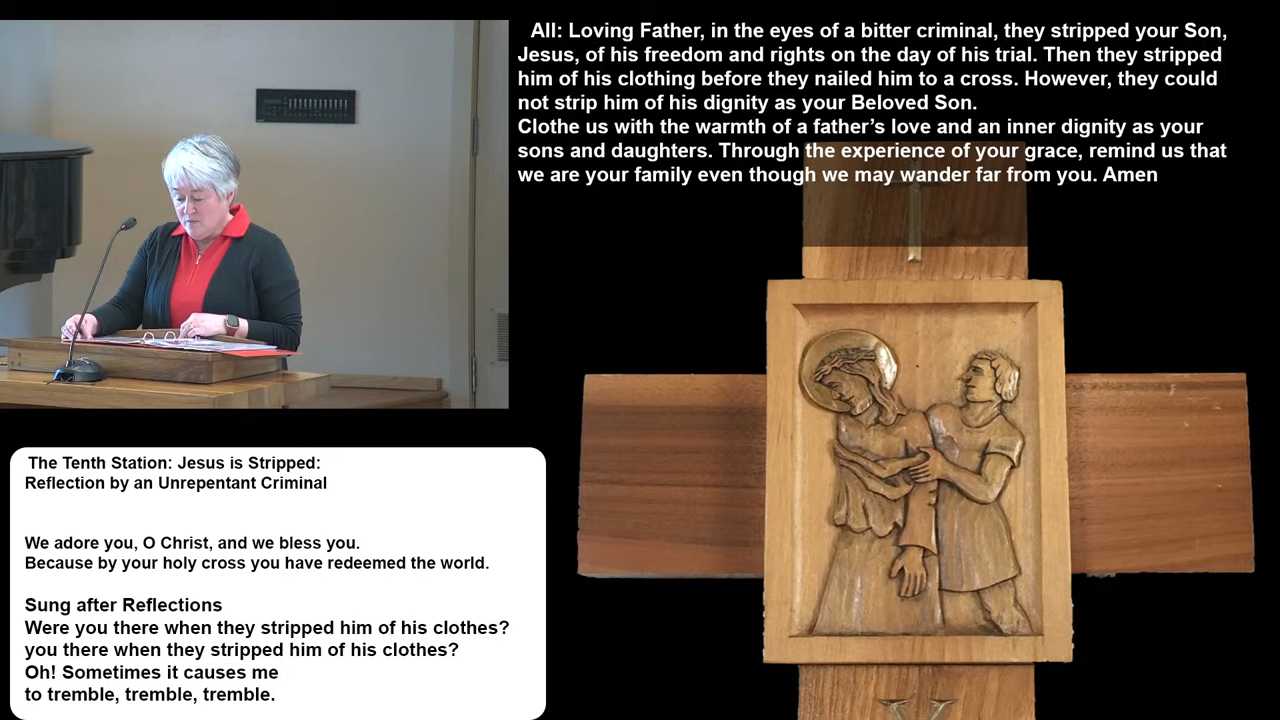 All: Loving Father, in the eyes of a bitter criminal, they stripped your Son,
Jesus, of his freedom and rights on the day of his trial. Then they stripped
him of his clothing before they nailed him to a cross. However, they could
not strip him of his dignity as your Beloved Son.
Clothe us with the warmth of a father’s love and an inner dignity as your
sons and daughters. Through the experience of your grace, remind us that
we are your family even though we may wander far from you. Amen
The Tenth Station: Jesus is Stripped:
Reflection by an Unrepentant Criminal
We adore you, O Christ, and we bless you.
Because by your holy cross you have redeemed the world.
Sung after Reflections
Were you there when they stripped him of his clothes?
you there when they stripped him of his clothes?
Oh! Sometimes it causes me
to tremble, tremble, tremble.